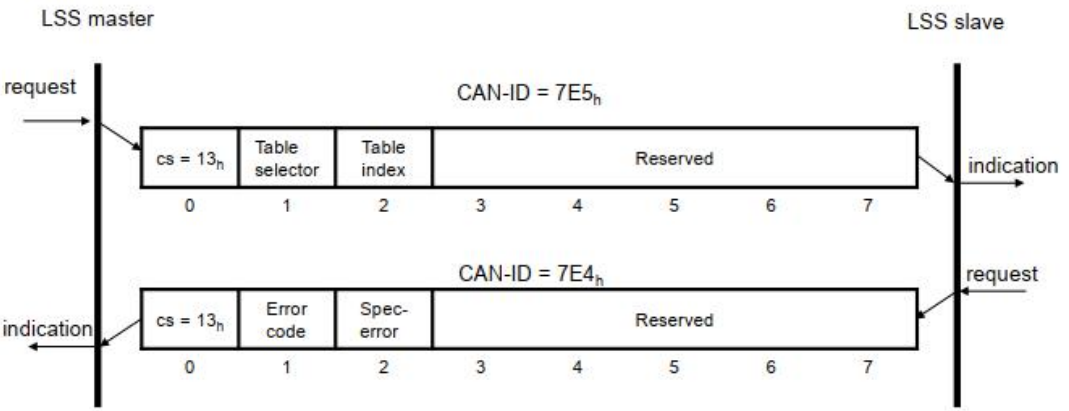 LSS master
LSS slave
request
CAN-ID = 7E5h
cs = 13h
Table selector
Table index
Reserved
indication
0 1 2 3 4 5 6 7
CAN-ID = 7E4h
request
cs = 13h
Error code
Spec-error
Reserved
indication
0 1 2 3 4 5 6 7